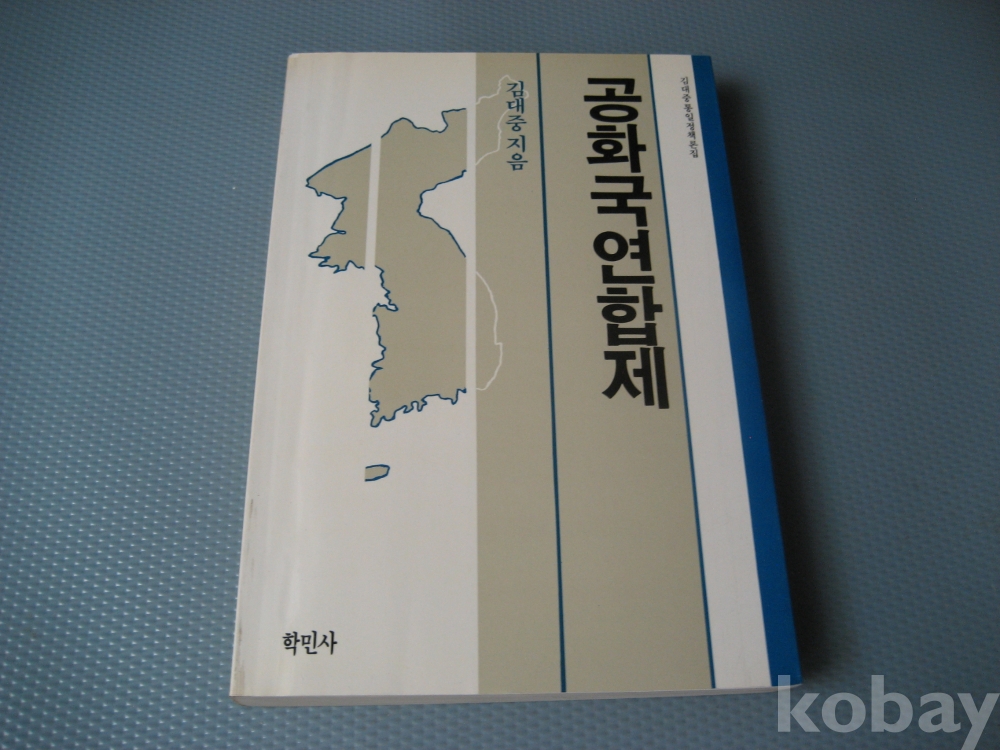 김대중통일정책론집
공화국연합제
김대중 지음
학민사
kobay